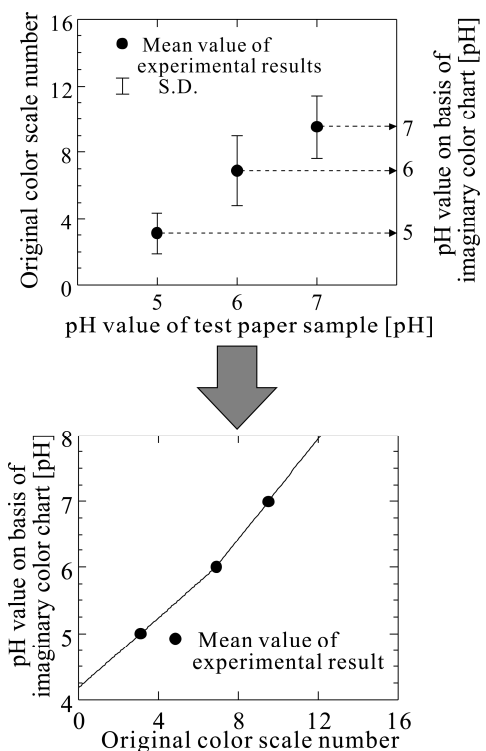 16
12
8
4
0
Original color scale number
Mean value of
experimental results
S.D.
7
6
5
pH value on basis of
imaginary color chart [pH]
5 6 7
pH value of test paper sample [pH]
8
7
6
5
4
pH value on basis of
imaginary color chart [pH]
Mean value of
experimental result
0 4 8 12 16
Original color scale number